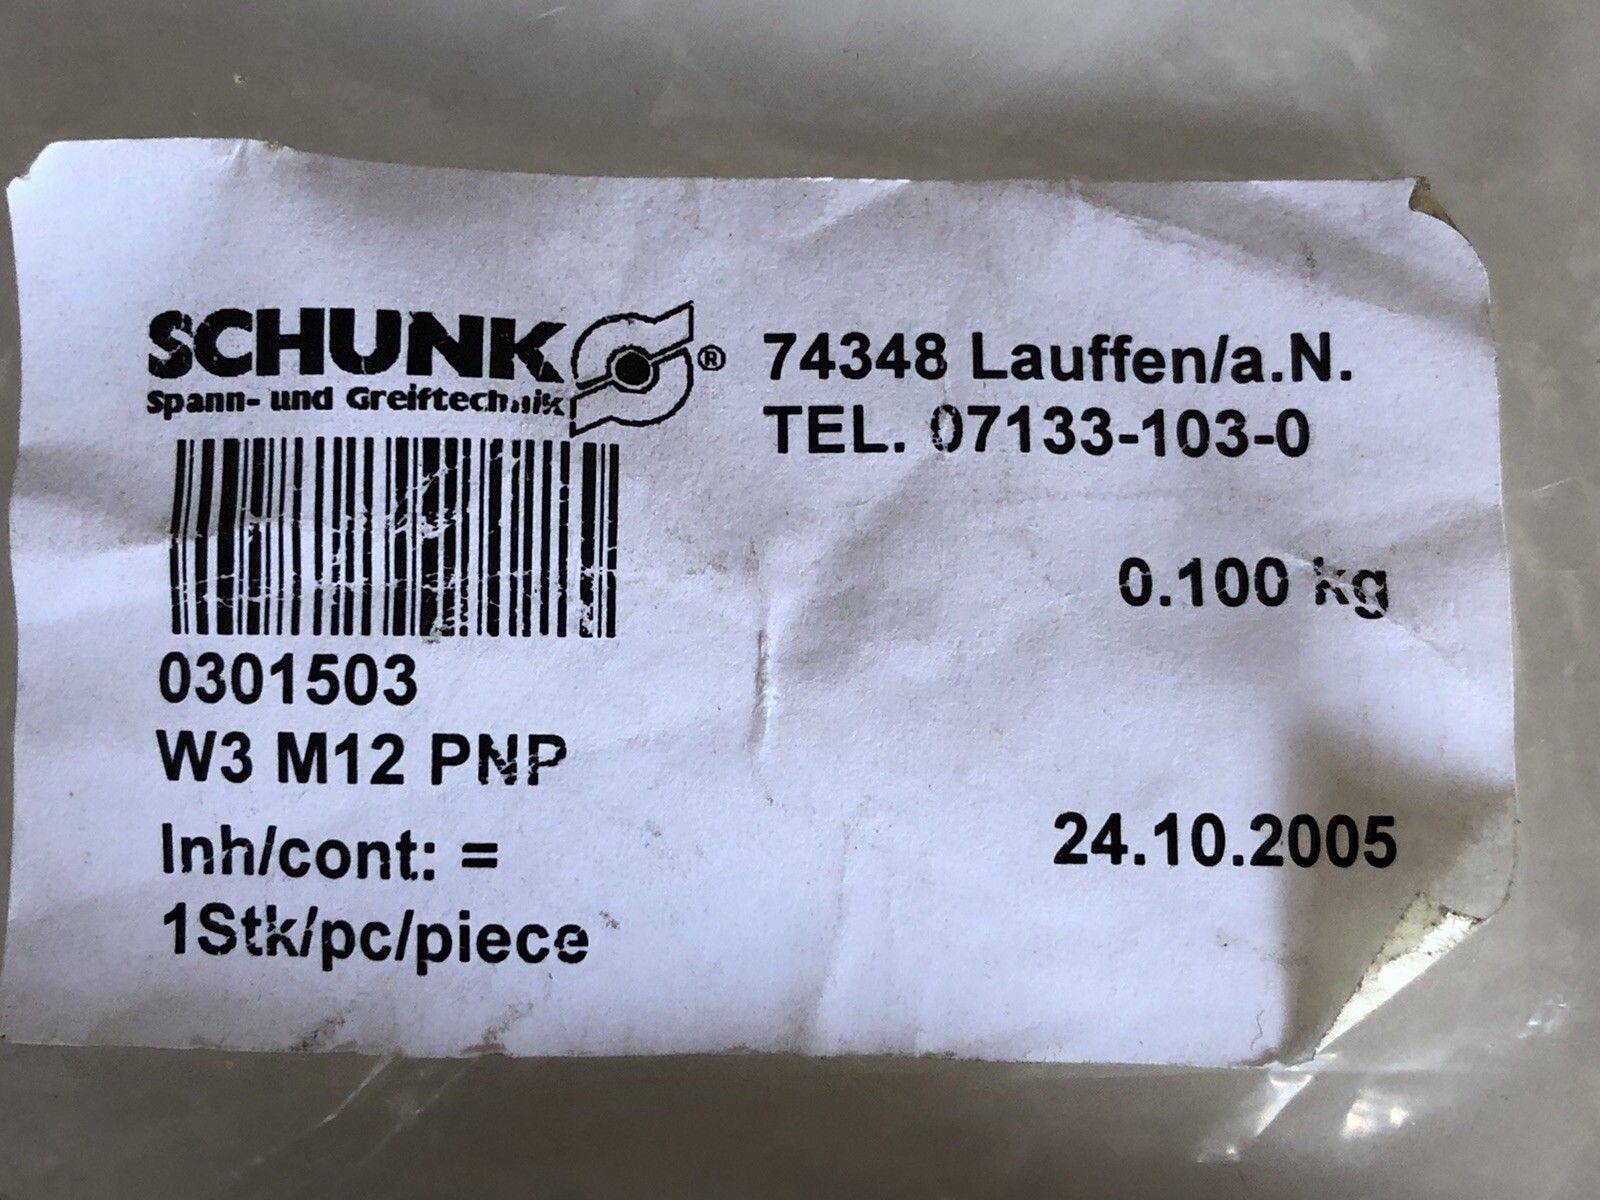 SCHUNK ®
Spann- und Greiftechnik
74348 Lauffen/a.N.
TEL. 07133-103-0
0.100 kg
0301503
W3 M12 PNP
Inh/cont: =
1Stk/pc/piece
24.10.2005